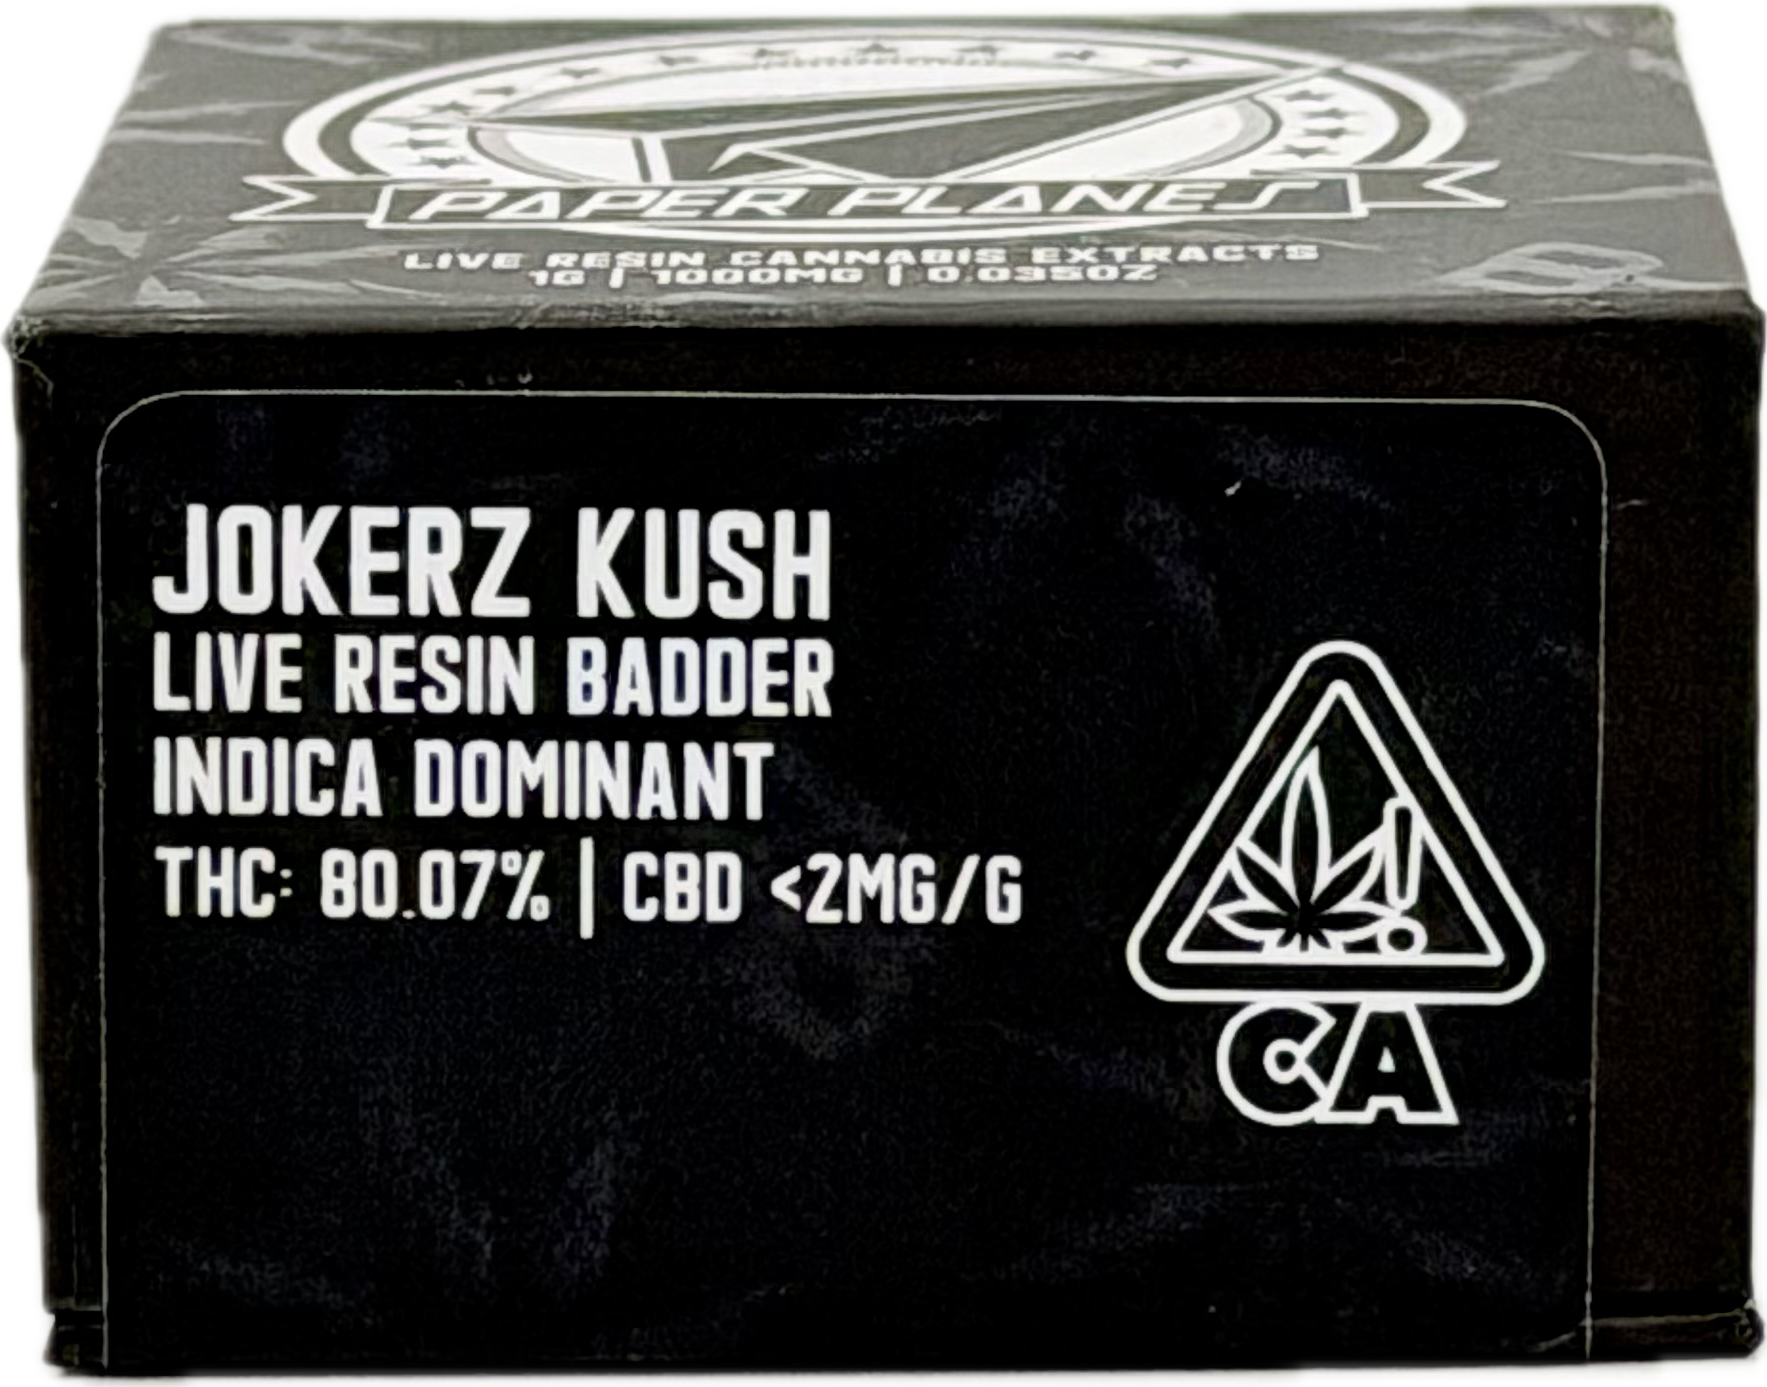 PAPER PLANES
LIVE RESIN CANNABIS EXTRACTS
1G | 1000MG | 0.035OZ
JOKERZ KUSH
LIVE RESIN BADDER
INDICA DOMINANT
THC: 80.07% | CBD <2MG/G
CA